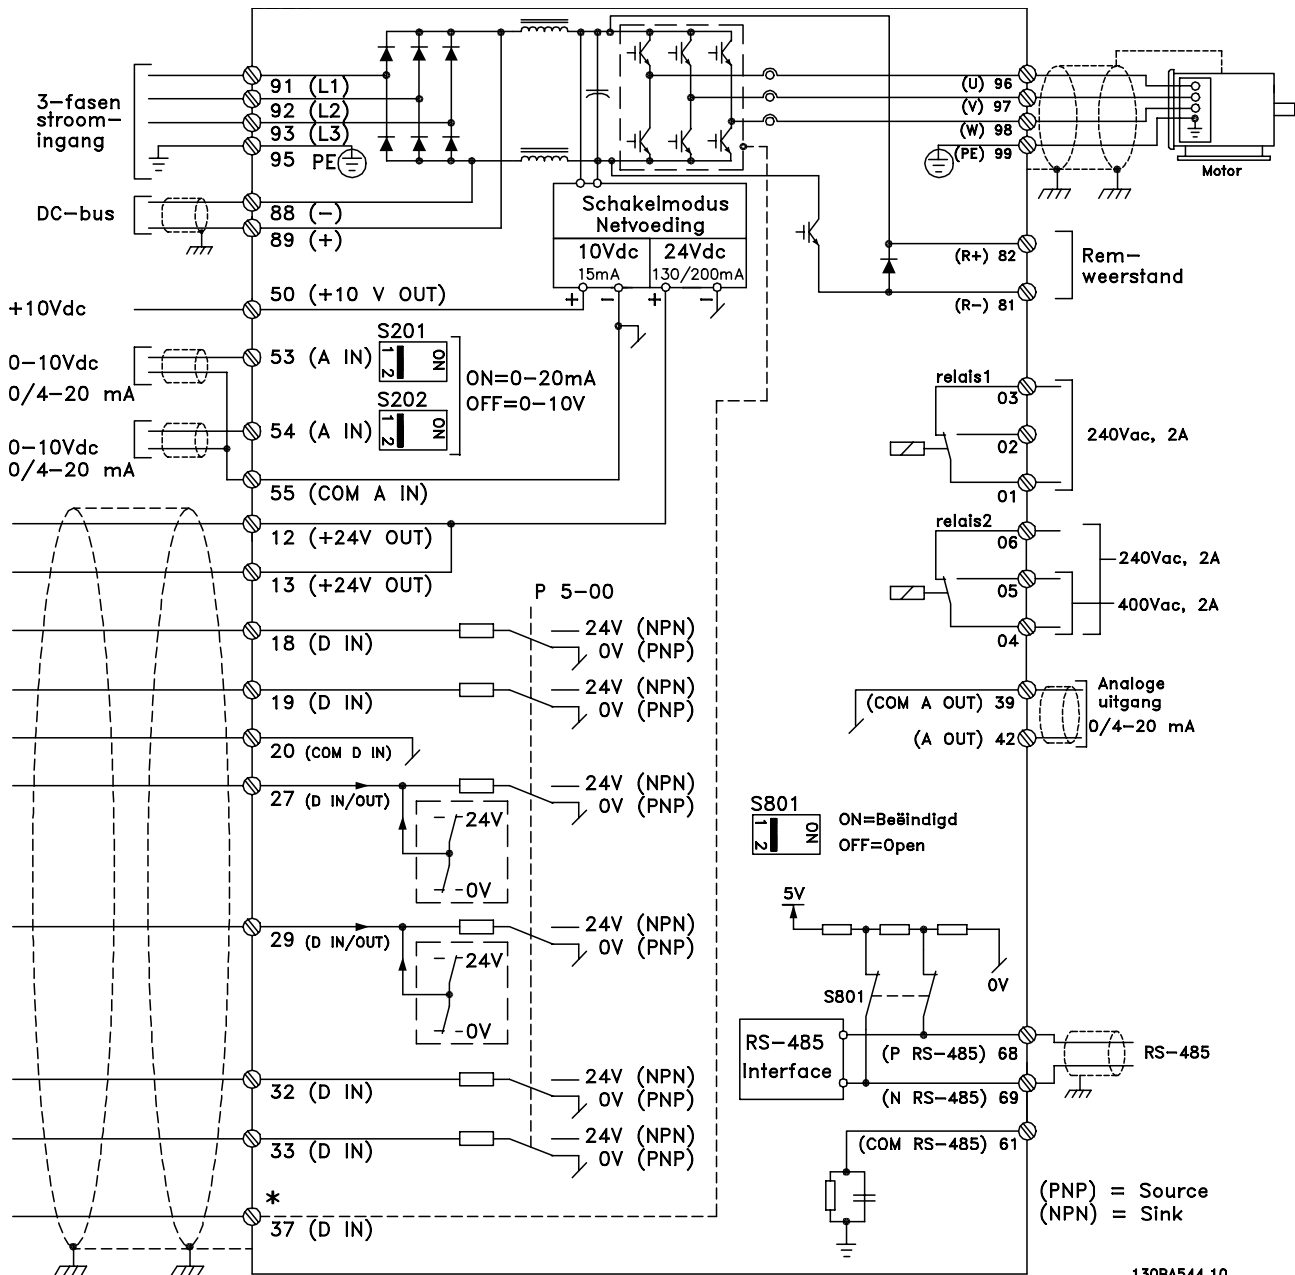 3-fasen
stroom-
ingang
91 (L1)
92 (L2)
93 (L3)
95 PE
DC-bus
88 (-)
89 (+)
+10Vdc
50 (+10 V OUT)
0-10Vdc
0/4-20 mA
53 (A IN)
S201
1
2
ON
ON=0-20mA
OFF=0-10V
0-10Vdc
0/4-20 mA
54 (A IN)
S202
1
2
ON
55 (COM A IN)
12 (+24V OUT)
13 (+24V OUT)
Schakelmodus
Netvoeding
10Vdc
15mA
24Vdc
130/200mA
+
-
+
-
P 5-00
18 (D IN)
24V (NPN)
0V (PNP)
19 (D IN)
24V (NPN)
0V (PNP)
20 (COM D IN)
27 (D IN/OUT)
24V (NPN)
0V (PNP)
24V
0V
29 (D IN/OUT)
24V (NPN)
0V (PNP)
24V
0V
32 (D IN)
24V (NPN)
0V (PNP)
33 (D IN)
24V (NPN)
0V (PNP)
*
37 (D IN)
(U) 96
(V) 97
(W) 98
(PE) 99
Motor
(R+) 82
(R-) 81
Rem-
weerstand
relais1
03
02
01
240Vac, 2A
relais2
06
05
04
240Vac, 2A
400Vac, 2A
(COM A OUT) 39
(A OUT) 42
Analoge
uitgang
0/4-20 mA
S801
1
2
ON
ON=Beëindigd
OFF=Open
5V
0V
S801
RS-485
Interface
(P RS-485) 68
(N RS-485) 69
(COM RS-485) 61
RS-485
(PNP) = Source
(NPN) = Sink
130BA544.10